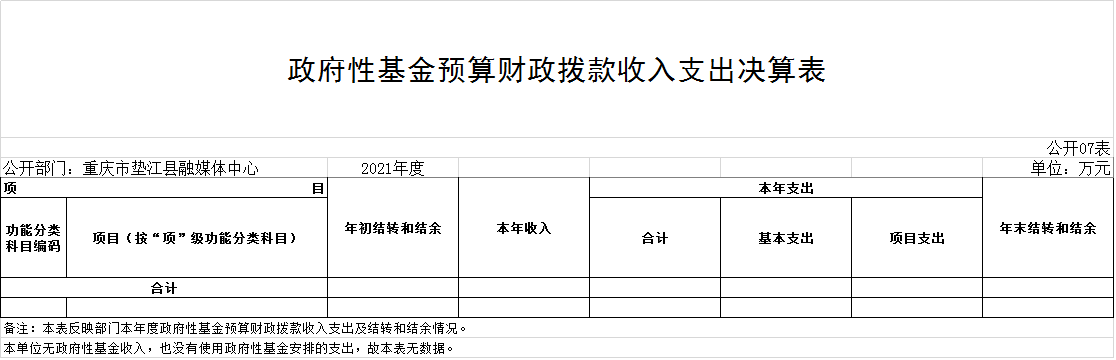 政府性基金预算财政拨款收入支出决算表
公开07表
公开部门：重庆市垫江县融媒体中心 2021年度 单位：万元
项 目 本年支出
功能分类科目编码 项目（按“项”级功能分类科目） 年初结转和结余 本年收入 合计 基本支出 项目支出 年末结转和结余
合计
备注：本表反映部门本年度政府性基金预算财政拨款收入支出及结转和结余情况。
本单位无政府性基金收入，也没有使用政府性基金安排的支出，故本表无数据。